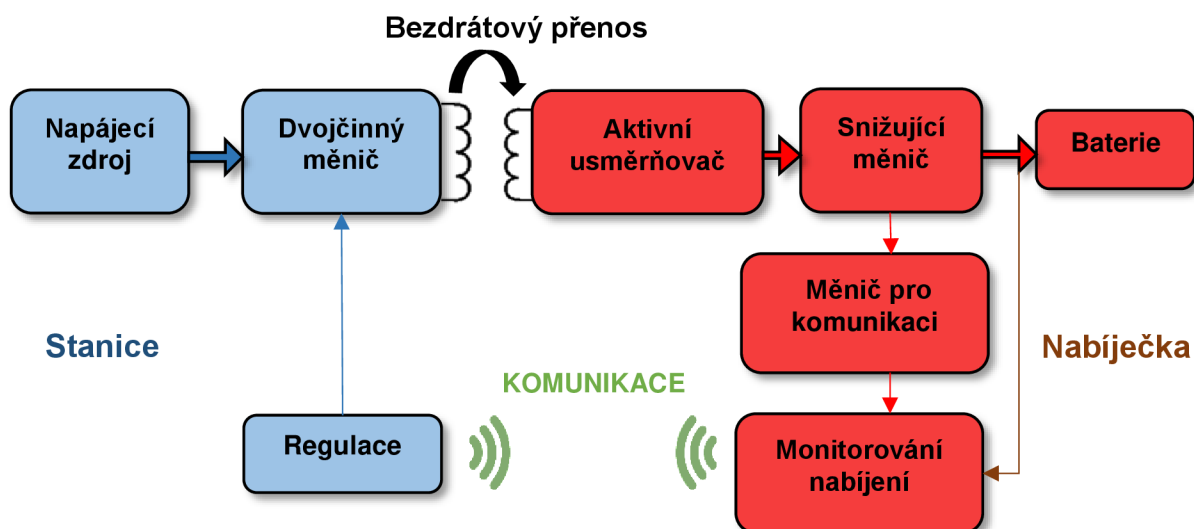 Bezdrátový přenos
Napájecí
zdroj
Dvojčinný
měnič
Aktivní
usměrňovač
Snižující
měnič
Baterie
Měnič pro
komunikaci
Stanice
Nabíječka
KOMUNIKACE
Regulace
Monitorování
nabíjení